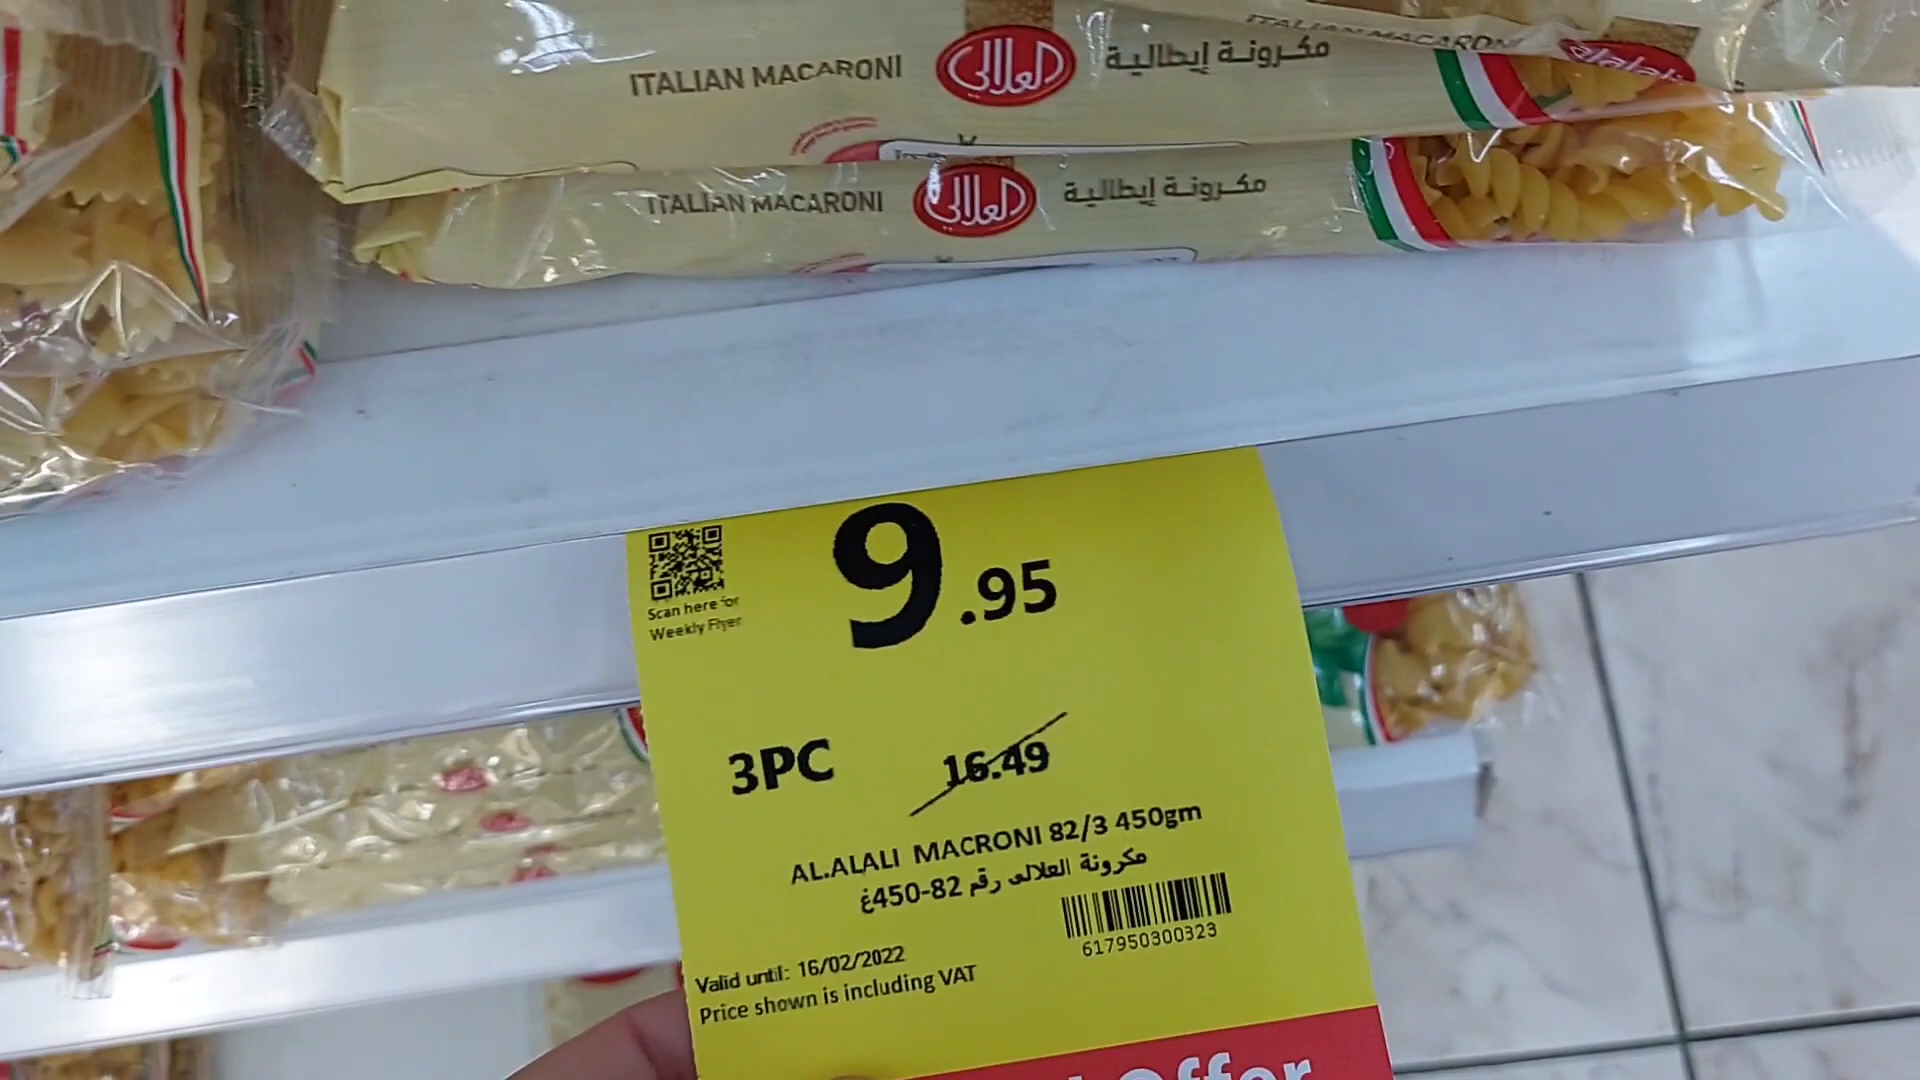 ITALIAN MACARONI العلالي مكرونة إيطالية
ITALIAN MACARONI alalali
ITALIAN MACARONI العلالي مكرونة إيطالية
9.95
Scan here for
Weekly Flyer
3PC 16.49
AL.ALALI MACRONI 82/3 450gm
مكرونة العلالى رقم 82-450غ
617950300323
Valid until: 16/02/2022
Price shown is including VAT
Offer